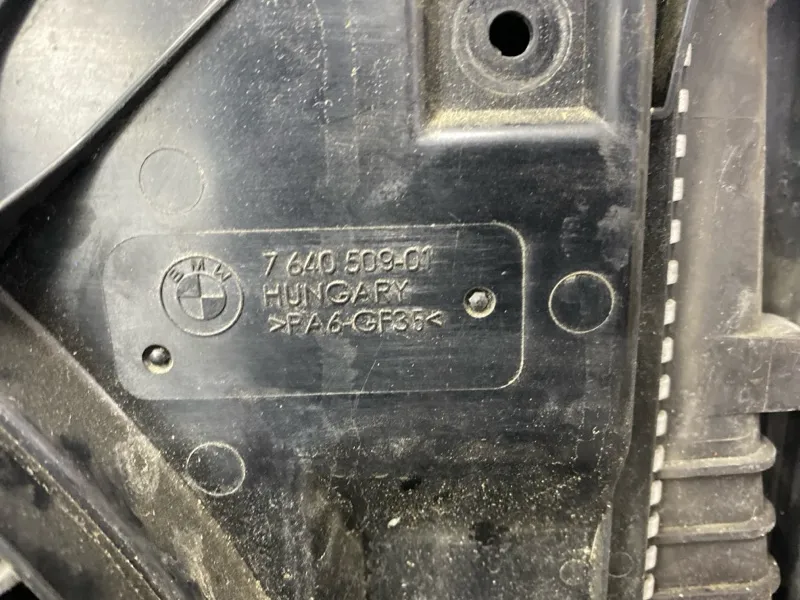 BMW
7 640 509-01
HUNGARY
>PA6-GF35<